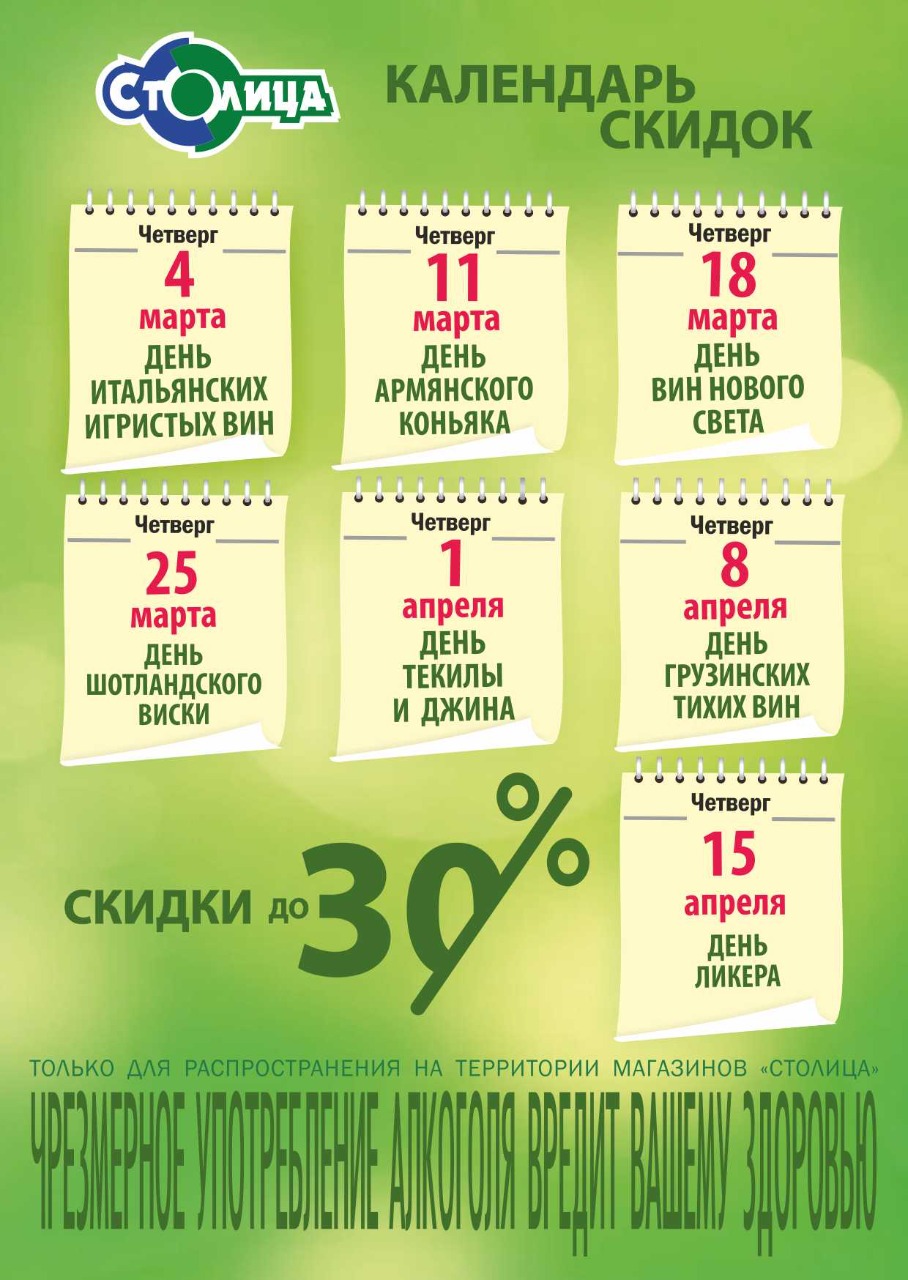 СТОЛИЦА
КАЛЕНДАРЬ
СКИДОК
Четверг
4
марта
ДЕНЬ
ИТАЛЬЯНСКИХ
ИГРИСТЫХ ВИН
Четверг
11
марта
ДЕНЬ
АРМЯНСКОГО
КОНЬЯКА
Четверг
18
марта
ДЕНЬ
ВИН НОВОГО
СВЕТА
Четверг
25
марта
ДЕНЬ
ШОТЛАНДСКОГО
ВИСКИ
Четверг
1
апреля
ДЕНЬ
ТЕКИЛЫ
И ДЖИНА
Четверг
8
апреля
ДЕНЬ
ГРУЗИНСКИХ
ТИХИХ ВИН
Четверг
15
апреля
ДЕНЬ
ЛИКЕРА
СКИДКИ ДО 30%
ТОЛЬКО ДЛЯ РАСПРОСТРАНЕНИЯ НА ТЕРРИТОРИИ МАГАЗИНОВ «СТОЛИЦА»
ЧРЕЗМЕРНОЕ УПОТРЕБЛЕНИЕ АЛКОГОЛЯ ВРЕДИТ ВАШЕМУ ЗДОРОВЬЮ